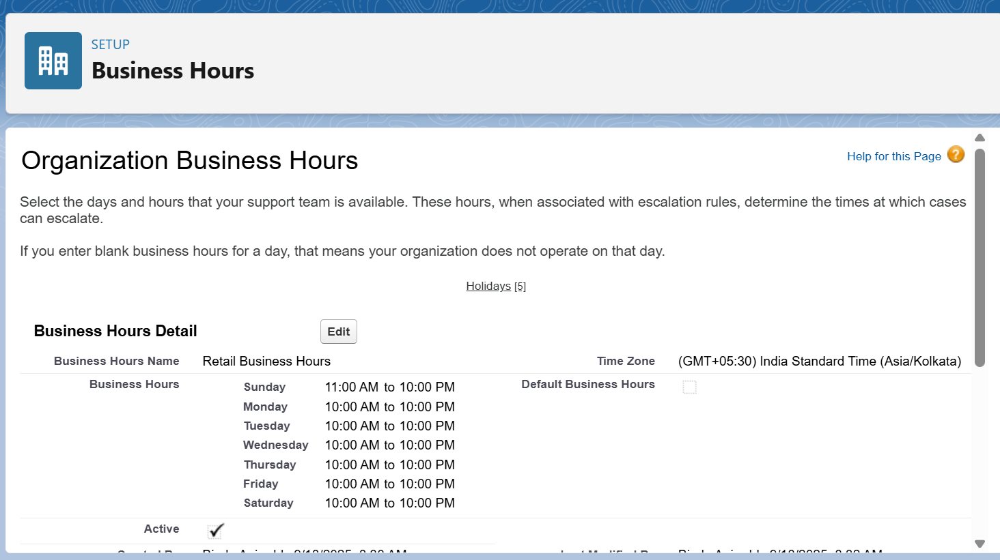 SETUP
Business Hours
Organization Business Hours
Help for this Page
?
Select the days and hours that your support team is available. These hours, when associated with escalation rules, determine the times at which cases
can escalate.
If you enter blank business hours for a day, that means your organization does not operate on that day.
Holidays [5]
Business Hours Detail
Edit
Business Hours Name Retail Business Hours Time Zone (GMT+05:30) India Standard Time (Asia/Kolkata)
Business Hours Sunday 11:00 AM to 10:00 PM Default Business Hours
Monday 10:00 AM to 10:00 PM
Tuesday 10:00 AM to 10:00 PM
Wednesday 10:00 AM to 10:00 PM
Thursday 10:00 AM to 10:00 PM
Friday 10:00 AM to 10:00 PM
Saturday 10:00 AM to 10:00 PM
Active